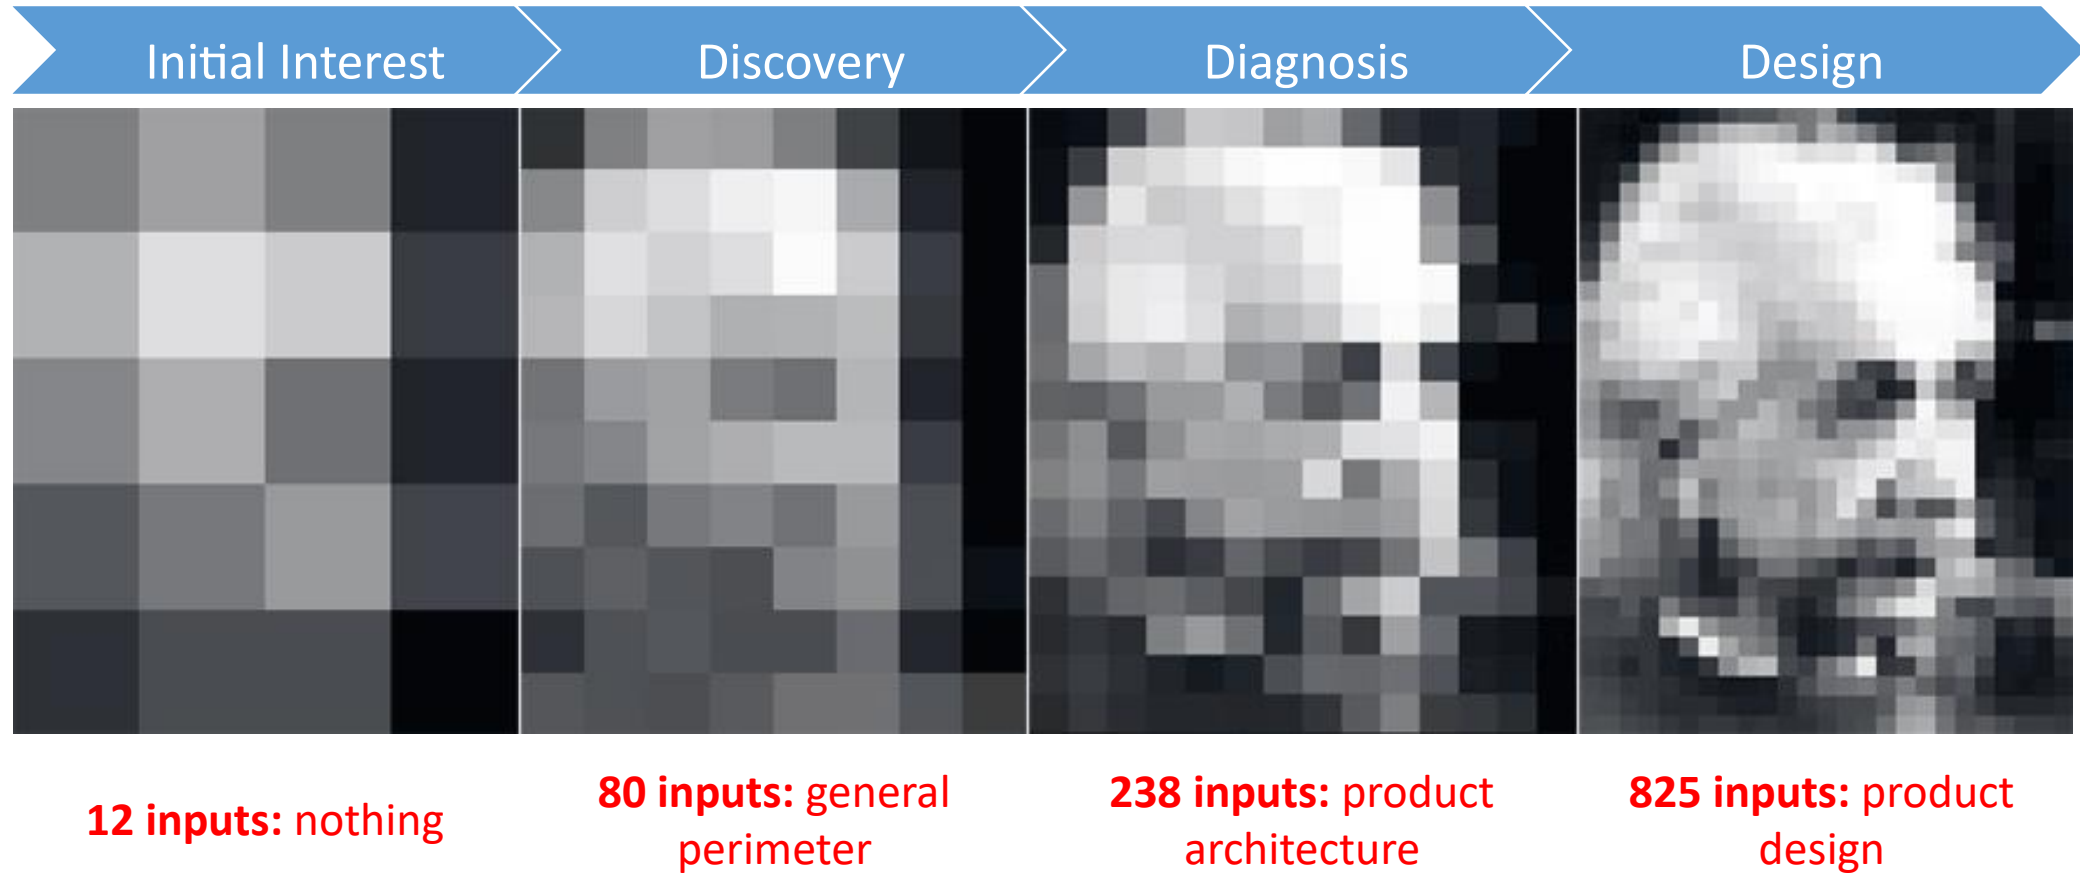 Initial Interest
Discovery
Diagnosis
Design
12 inputs: nothing
80 inputs: general
perimeter
238 inputs: product
architecture
825 inputs: product
design